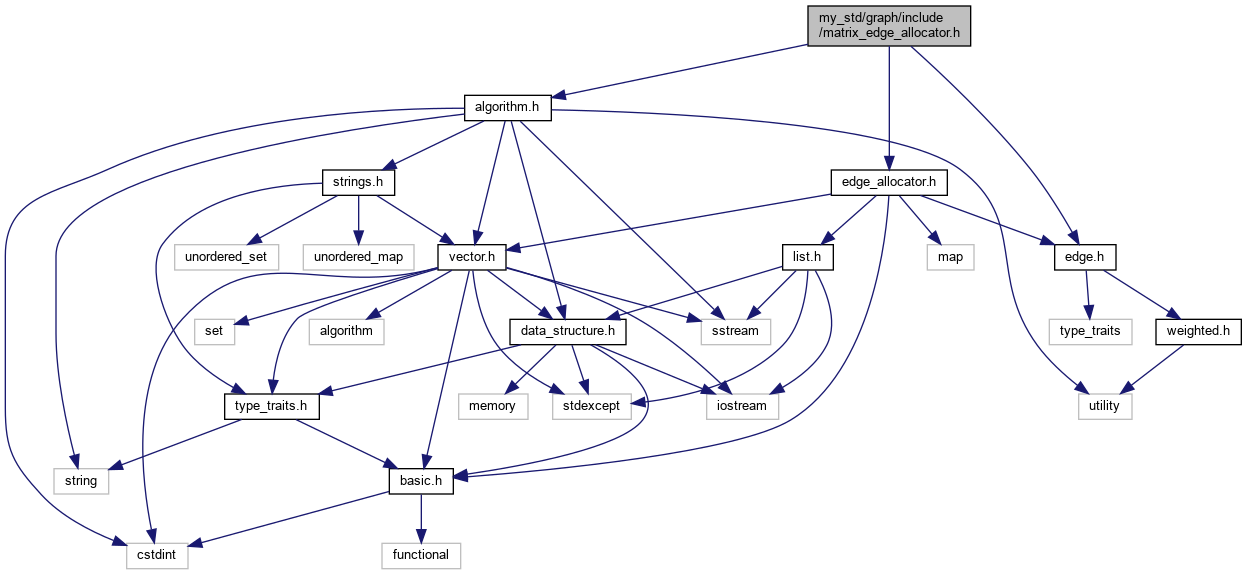 my_std/graph/include
/matrix_edge_allocator.h
algorithm.h
strings.h
edge_allocator.h
unordered_set
unordered_map
vector.h
list.h
map
edge.h
set
algorithm
data_structure.h
sstream
type_traits
weighted.h
type_traits.h
memory
stdexcept
iostream
utility
string
basic.h
cstdint
functional